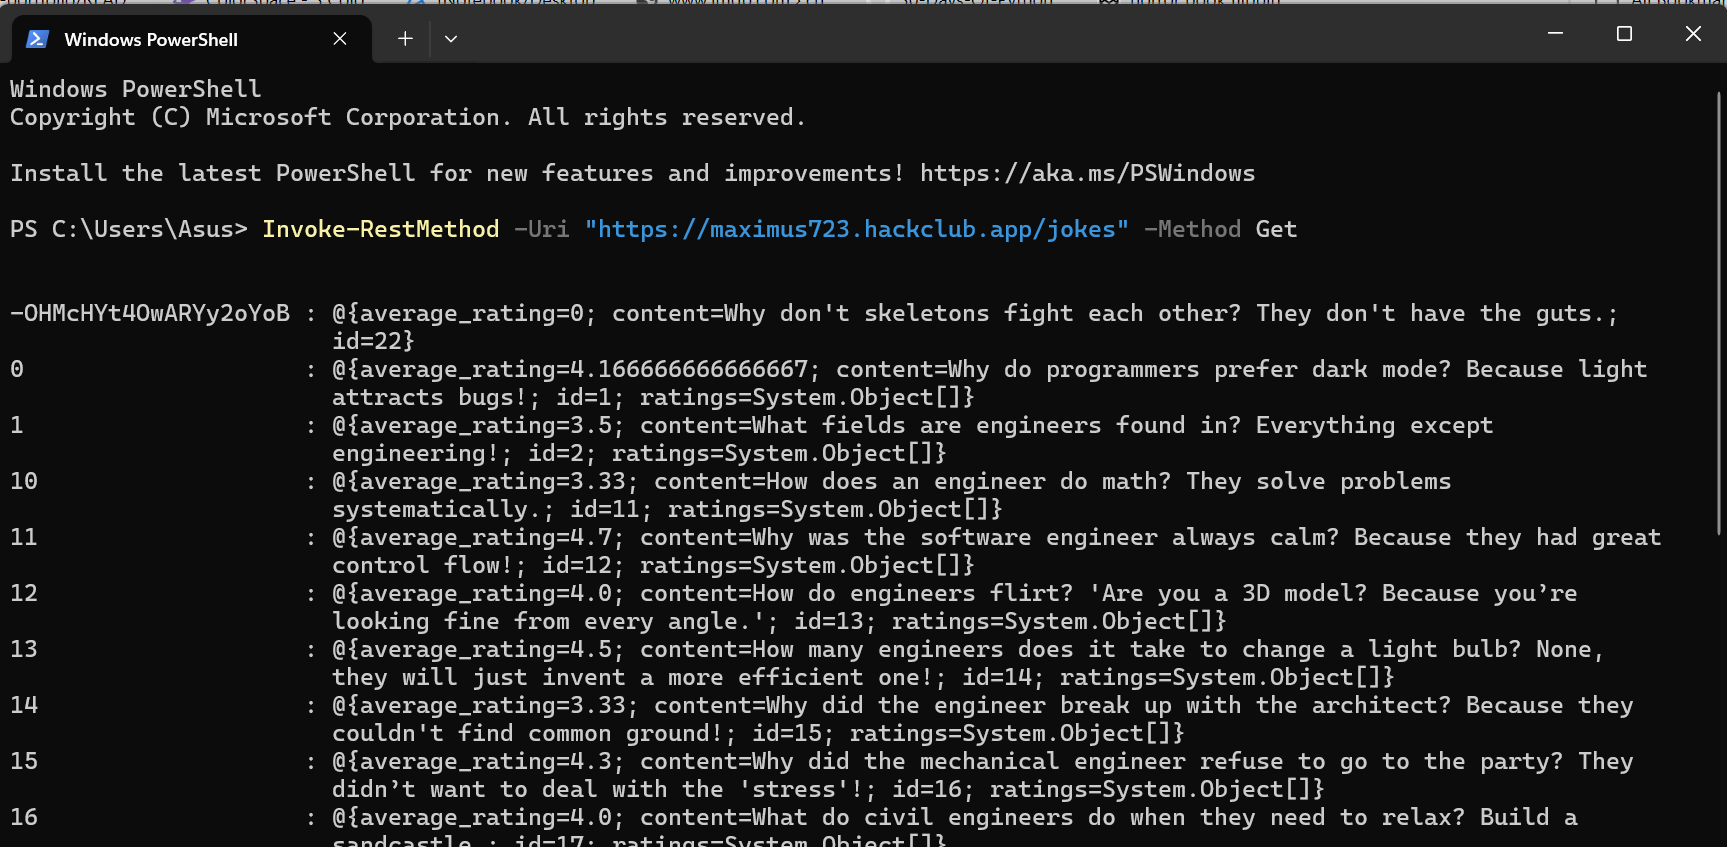 Windows PowerShell
Windows PowerShell
Copyright (C) Microsoft Corporation. All rights reserved.
Install the latest PowerShell for new features and improvements! https://aka.ms/PSWindows
PS C:\Users\Asus> Invoke-RestMethod -Uri "https://maximus723.hackclub.app/jokes" -Method Get
-OHMcHYt4OwARYy2oYoB : @{average_rating=0; content=Why don't skeletons fight each other? They don't have the guts.;
id=22}
0 : @{average_rating=4.166666666666667; content=Why do programmers prefer dark mode? Because light
attracts bugs!; id=1; ratings=System.Object[]}
1 : @{average_rating=3.5; content=What fields are engineers found in? Everything except
engineering!; id=2; ratings=System.Object[]}
10 : @{average_rating=3.33; content=How does an engineer do math? They solve problems
systematically.; id=11; ratings=System.Object[]}
11 : @{average_rating=4.7; content=Why was the software engineer always calm? Because they had great
control flow!; id=12; ratings=System.Object[]}
12 : @{average_rating=4.0; content=How do engineers flirt? 'Are you a 3D model? Because you’re
looking fine from every angle.'; id=13; ratings=System.Object[]}
13 : @{average_rating=4.5; content=How many engineers does it take to change a light bulb? None,
they will just invent a more efficient one!; id=14; ratings=System.Object[]}
14 : @{average_rating=3.33; content=Why did the engineer break up with the architect? Because they
couldn't find common ground!; id=15; ratings=System.Object[]}
15 : @{average_rating=4.3; content=Why did the mechanical engineer refuse to go to the party? They
didn’t want to deal with the 'stress'!; id=16; ratings=System.Object[]}
16 : @{average_rating=4.0; content=What do civil engineers do when they need to relax? Build a
sandcastle.; id=17; ratings=System.Object[]}